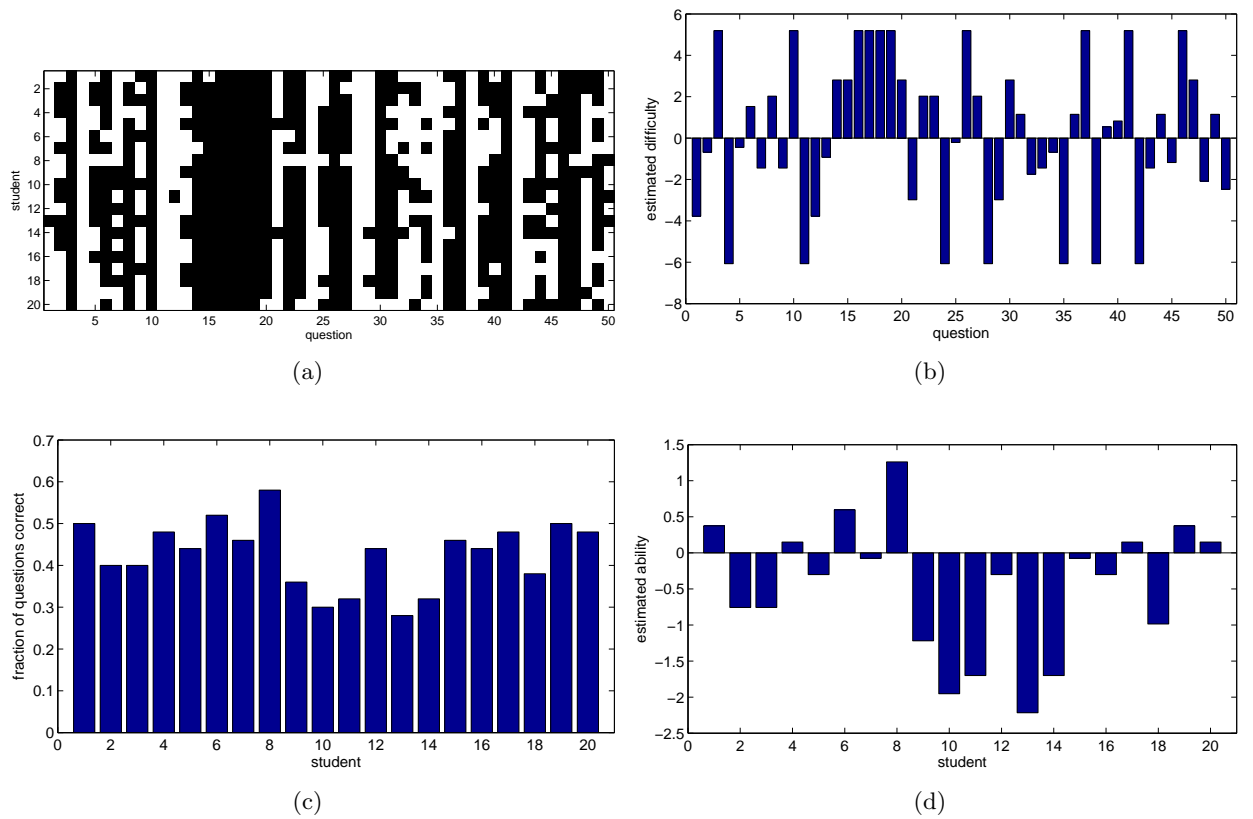 2
4
6
8
10
12
14
16
18
20
student
5 10 15 20 25 30 35 40 45 50
question
(a)
6
4
2
0
−2
−4
−6
−8
estimated difficulty
0 5 10 15 20 25 30 35 40 45 50
question
(b)
0.7
0.6
0.5
0.4
0.3
0.2
0.1
0
fraction of questions correct
0 2 4 6 8 10 12 14 16 18 20
student
(c)
1.5
1
0.5
0
−0.5
−1
−1.5
−2
−2.5
estimated ability
0 2 4 6 8 10 12 14 16 18 20
student
(d)